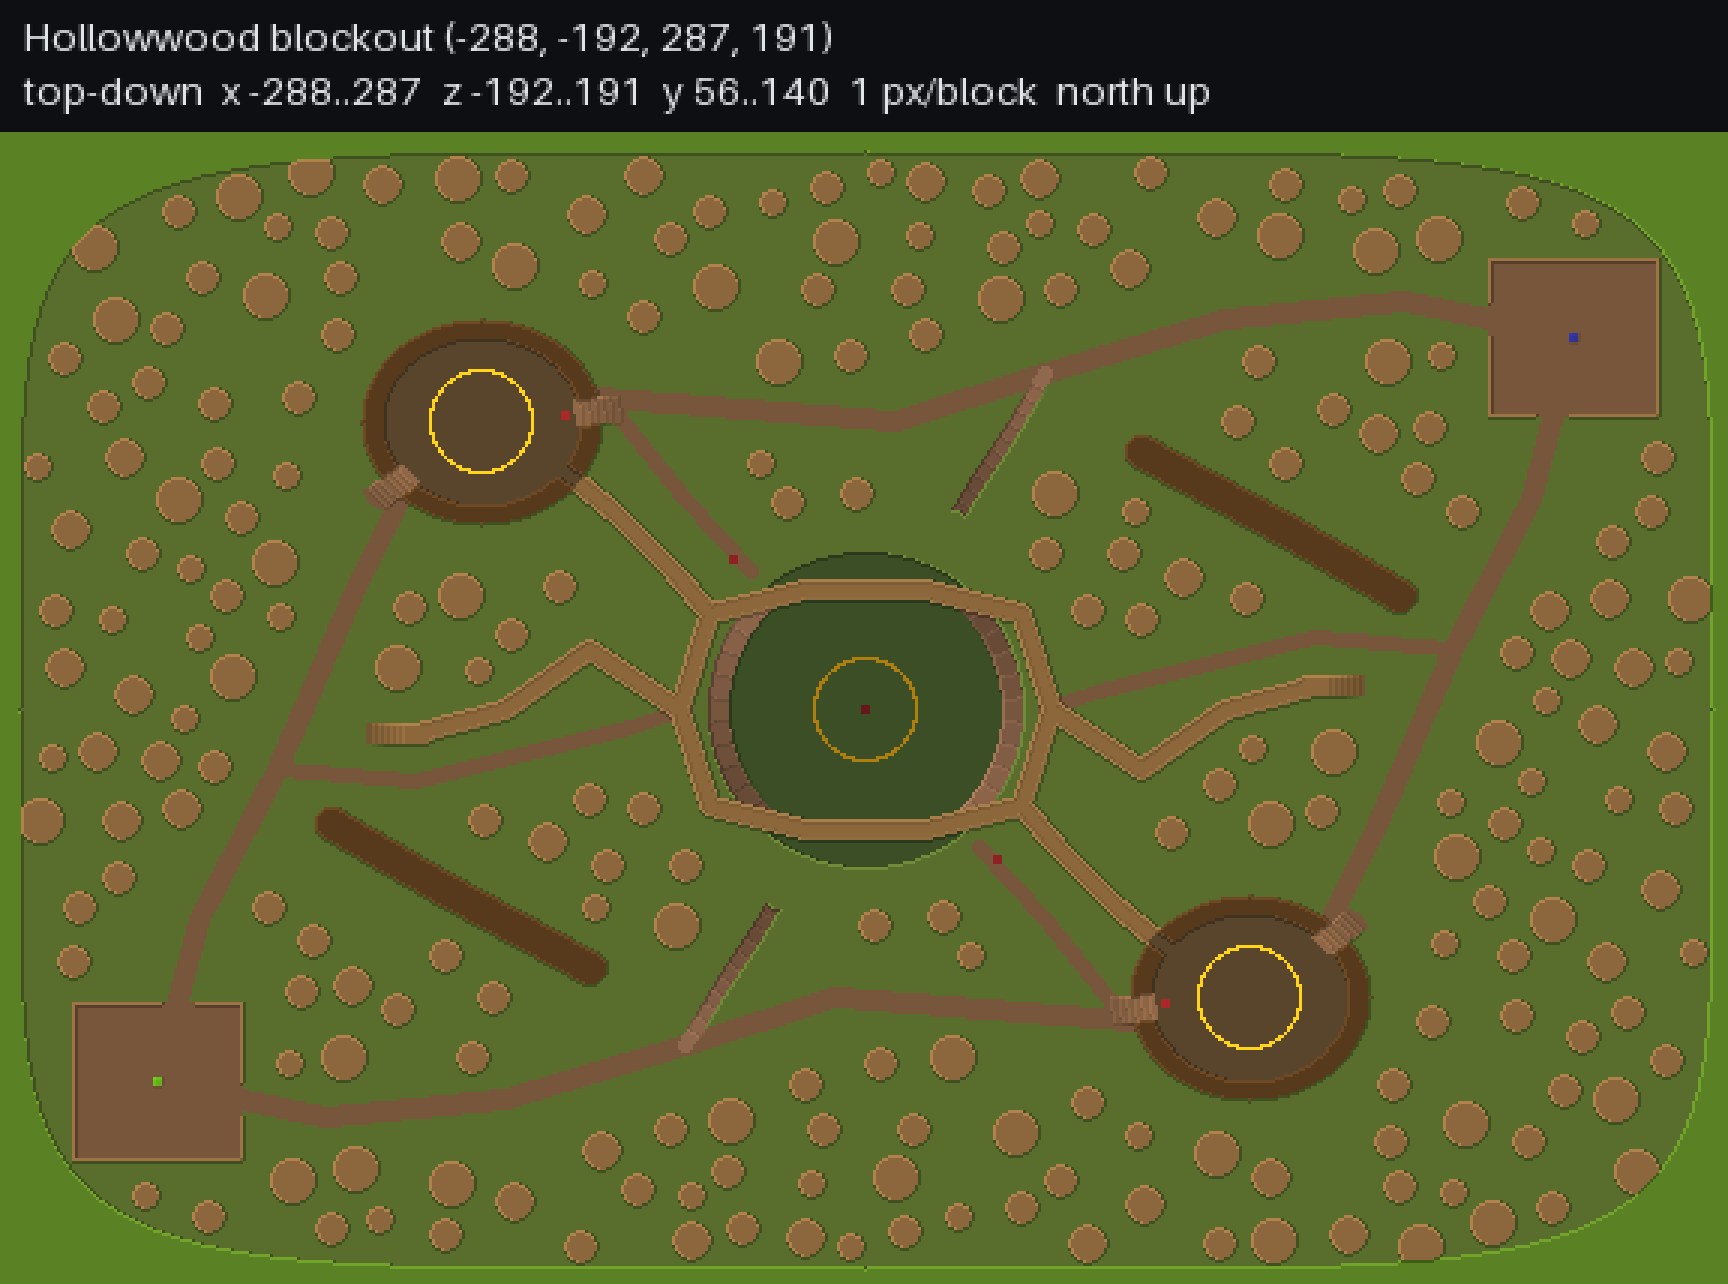 Hollowwood blockout (-288, -192, 287, 191)
top-down x -288..287 z -192..191 y 56..140 1 px/block north up